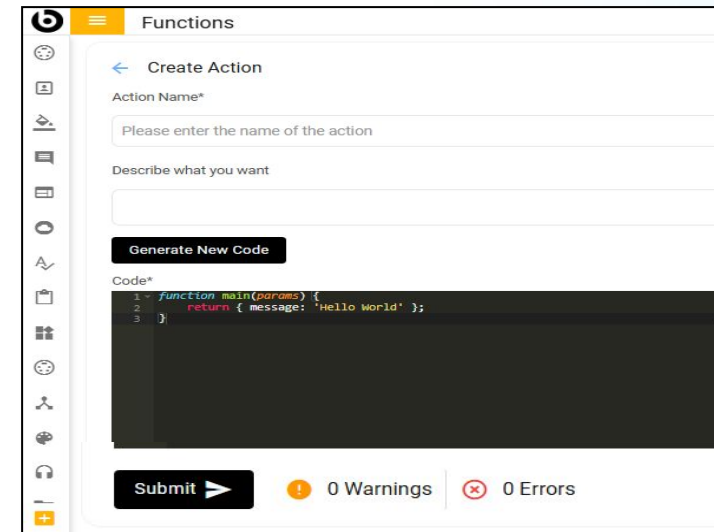 b Functions
Create Action
Action Name*
Please enter the name of the action
Describe what you want
Generate New Code
Code*
1 function main(params) {
2 return { message: 'Hello World' };
3 }
Submit 0 Warnings 0 Errors